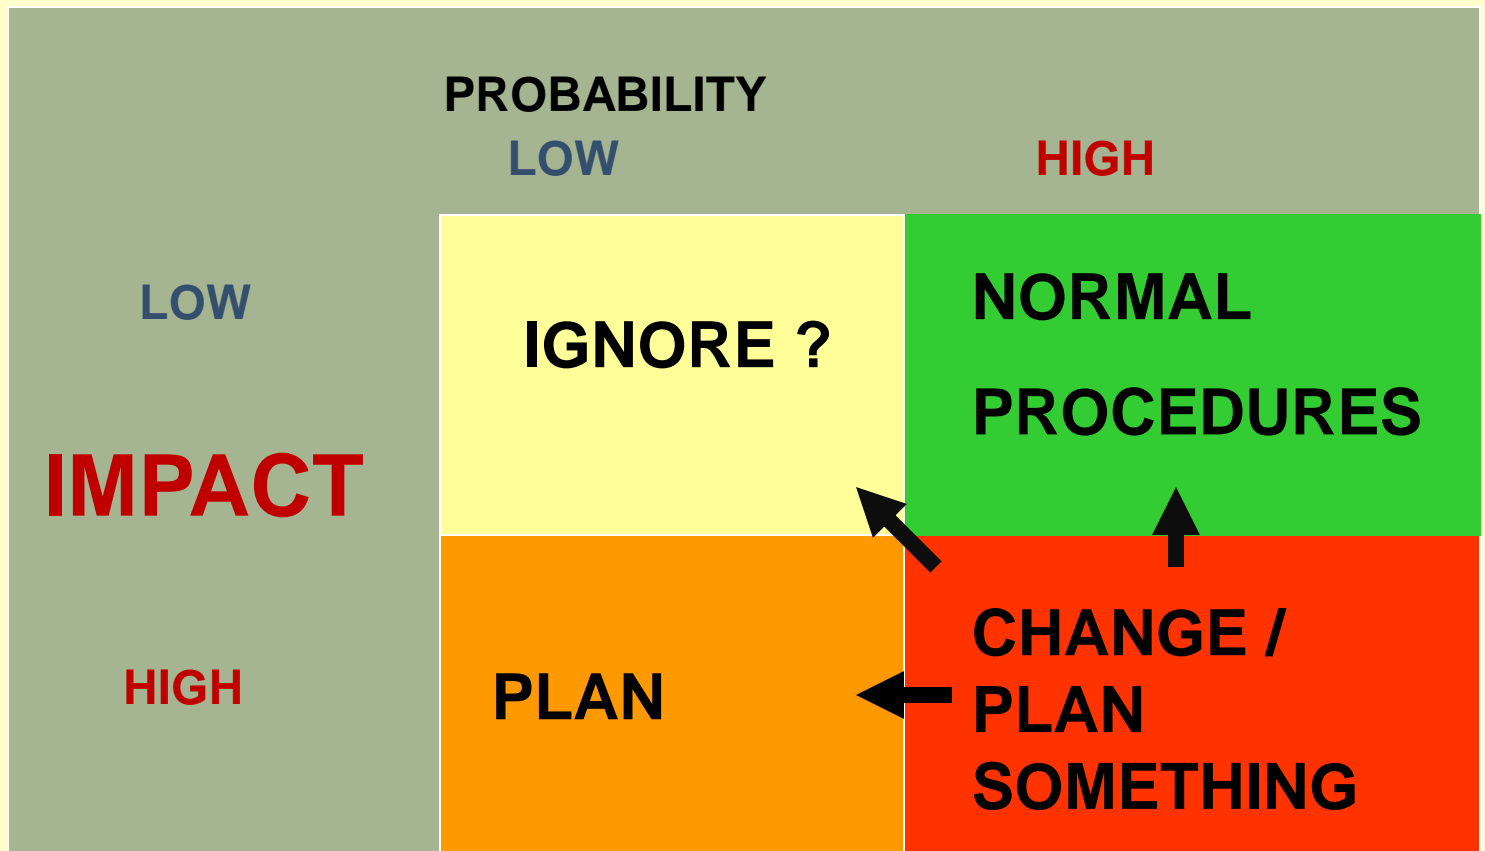 PROBABILITY
LOW
HIGH
LOW
IGNORE ?
NORMAL
PROCEDURES
IMPACT
HIGH
PLAN
CHANGE /
PLAN
SOMETHING